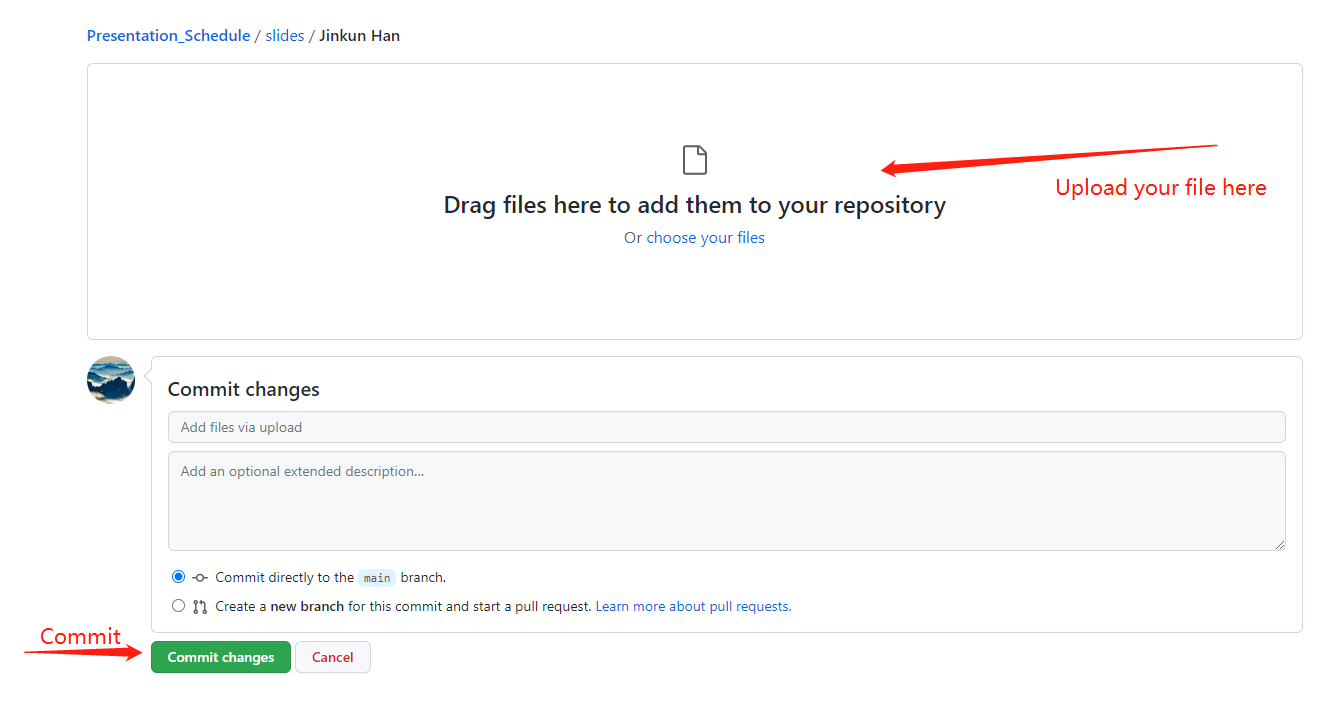 Presentation_Schedule / slides / Jinkun Han
Upload your file here
Drag files here to add them to your repository
Or choose your files
Commit changes
Add files via upload
Add an optional extended description...
Commit directly to the main branch.
Create a new branch for this commit and start a pull request. Learn more about pull requests.
Commit
Commit changes Cancel